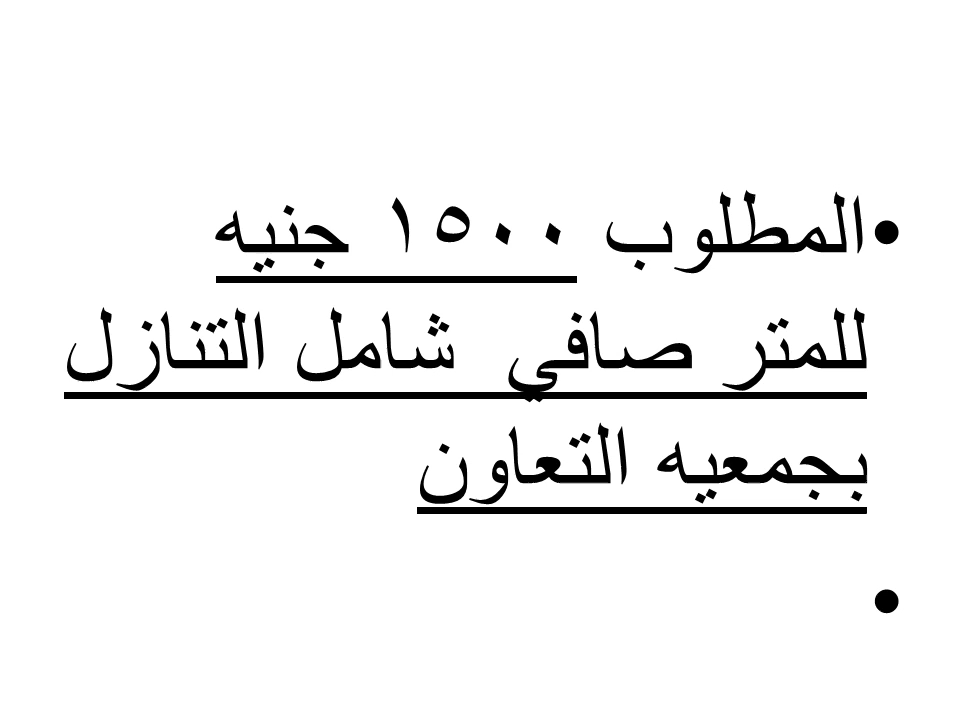 •المطلوب ١٥٠٠ جنيه
للمتر صافي  شامل التنازل
بجمعيه التعاون
•